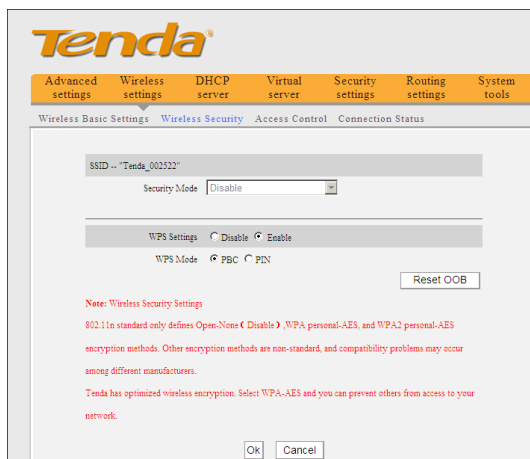 Tenda
Advanced settings
Wireless settings
DHCP server
Virtual server
Security settings
Routing settings
System tools
Wireless Basic Settings Wireless Security Access Control Connection Status
SSID -- "Tenda_002522"
Security Mode Disable
WPS Settings Disable Enable
WPS Mode PBC PIN
Reset OOB
Note: Wireless Security Settings
802.11n standard only defines Open-None ( Disable ) ,WPA personal-AES, and WPA2 personal-AES
encryption methods. Other encryption methods are non-standard, and compatibility problems may occur
among different manufacturers.
Tenda has optimized wireless encryption. Select WPA-AES and you can prevent others from access to your
network.
Ok Cancel